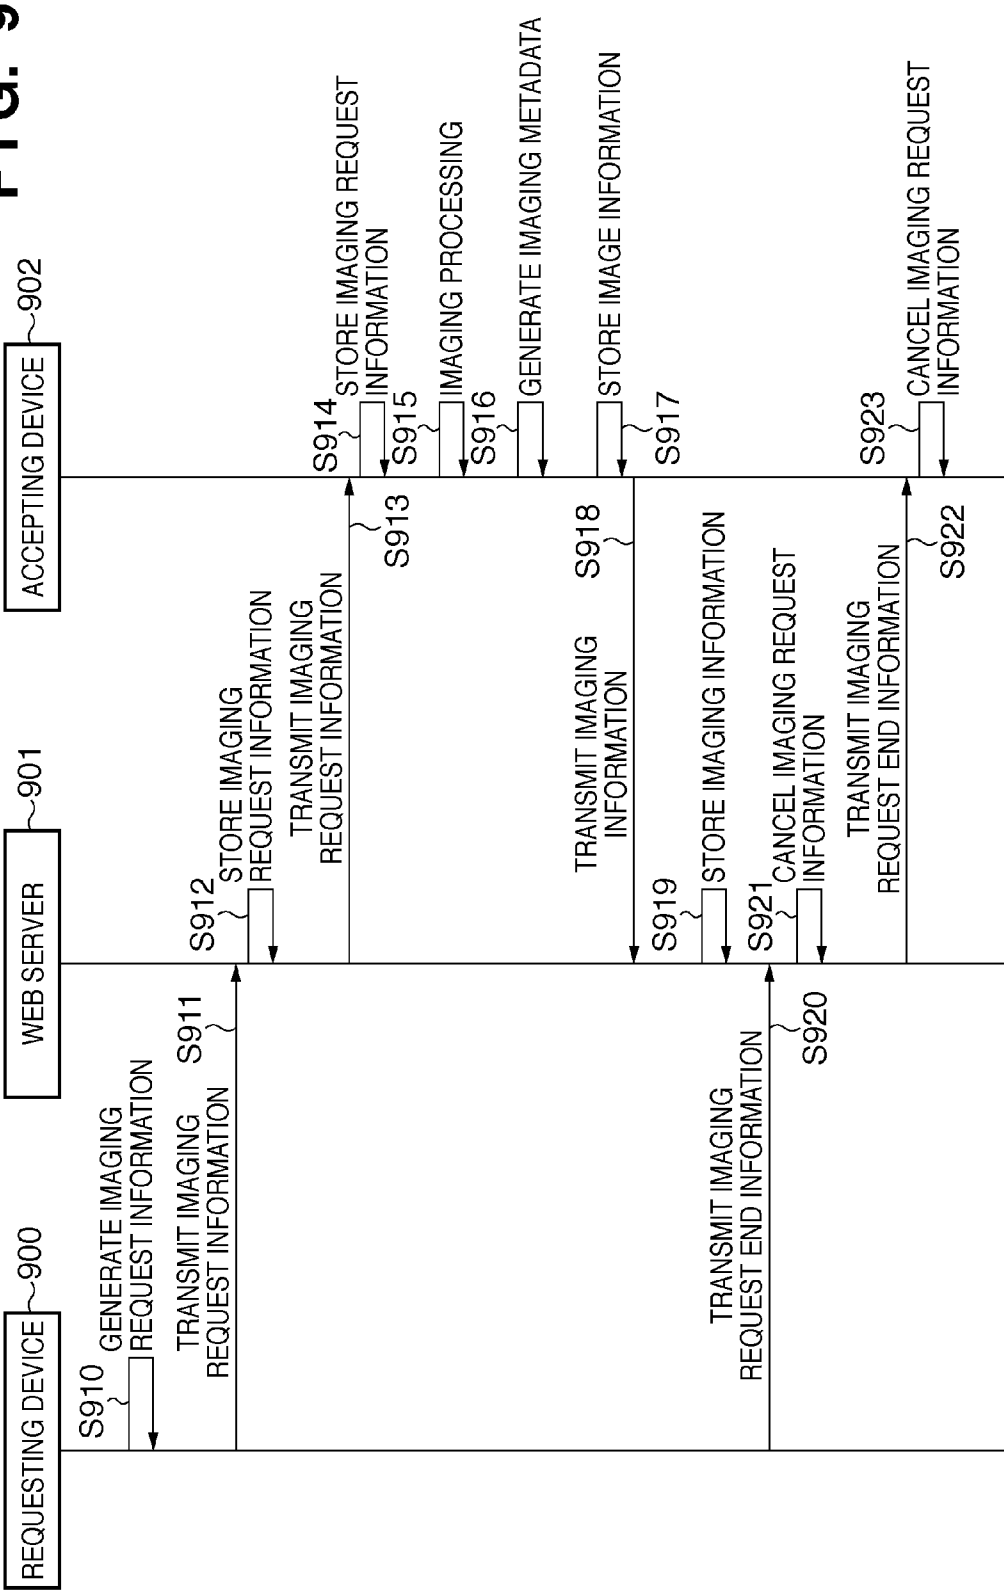 FIG. 9
REQUESTING DEVICE
900
WEB SERVER
901
ACCEPTING DEVICE
902
S910
GENERATE IMAGING
REQUEST INFORMATION
TRANSMIT IMAGING
REQUEST INFORMATION
S911
S912
STORE IMAGING
REQUEST INFORMATION
TRANSMIT IMAGING
REQUEST INFORMATION
S913
S914
STORE IMAGING REQUEST
INFORMATION
S915
IMAGING PROCESSING
S916
GENERATE IMAGING METADATA
STORE IMAGE INFORMATION
S917
TRANSMIT IMAGING
INFORMATION
S918
S919
STORE IMAGING INFORMATION
TRANSMIT IMAGING
REQUEST END INFORMATION
S920
S921
CANCEL IMAGING REQUEST
INFORMATION
TRANSMIT IMAGING
REQUEST END INFORMATION
S922
S923
CANCEL IMAGING REQUEST
INFORMATION